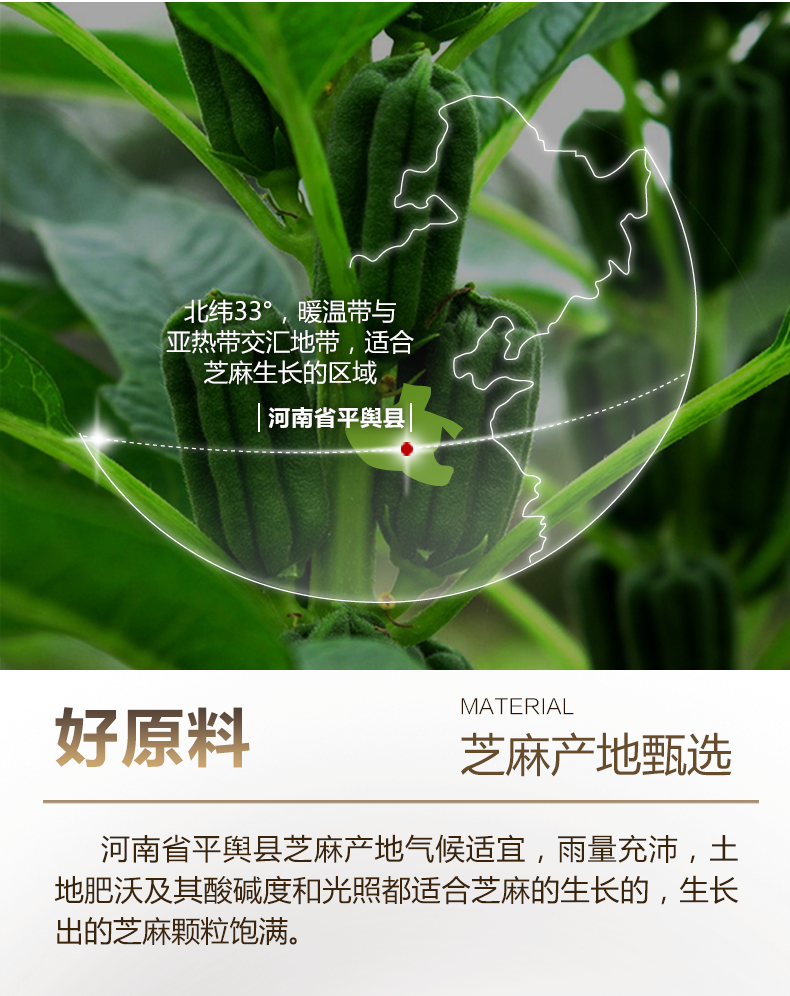 北纬33°，暖温带与
亚热带交汇地带，适合
芝麻生长的区域
河南省平舆县
好原料
MATERIAL
芝麻产地甄选
河南省平舆县芝麻产地气候适宜，雨量充沛，土
地肥沃及其酸碱度和光照都适合芝麻的生长的，生长
出的芝麻颗粒饱满。